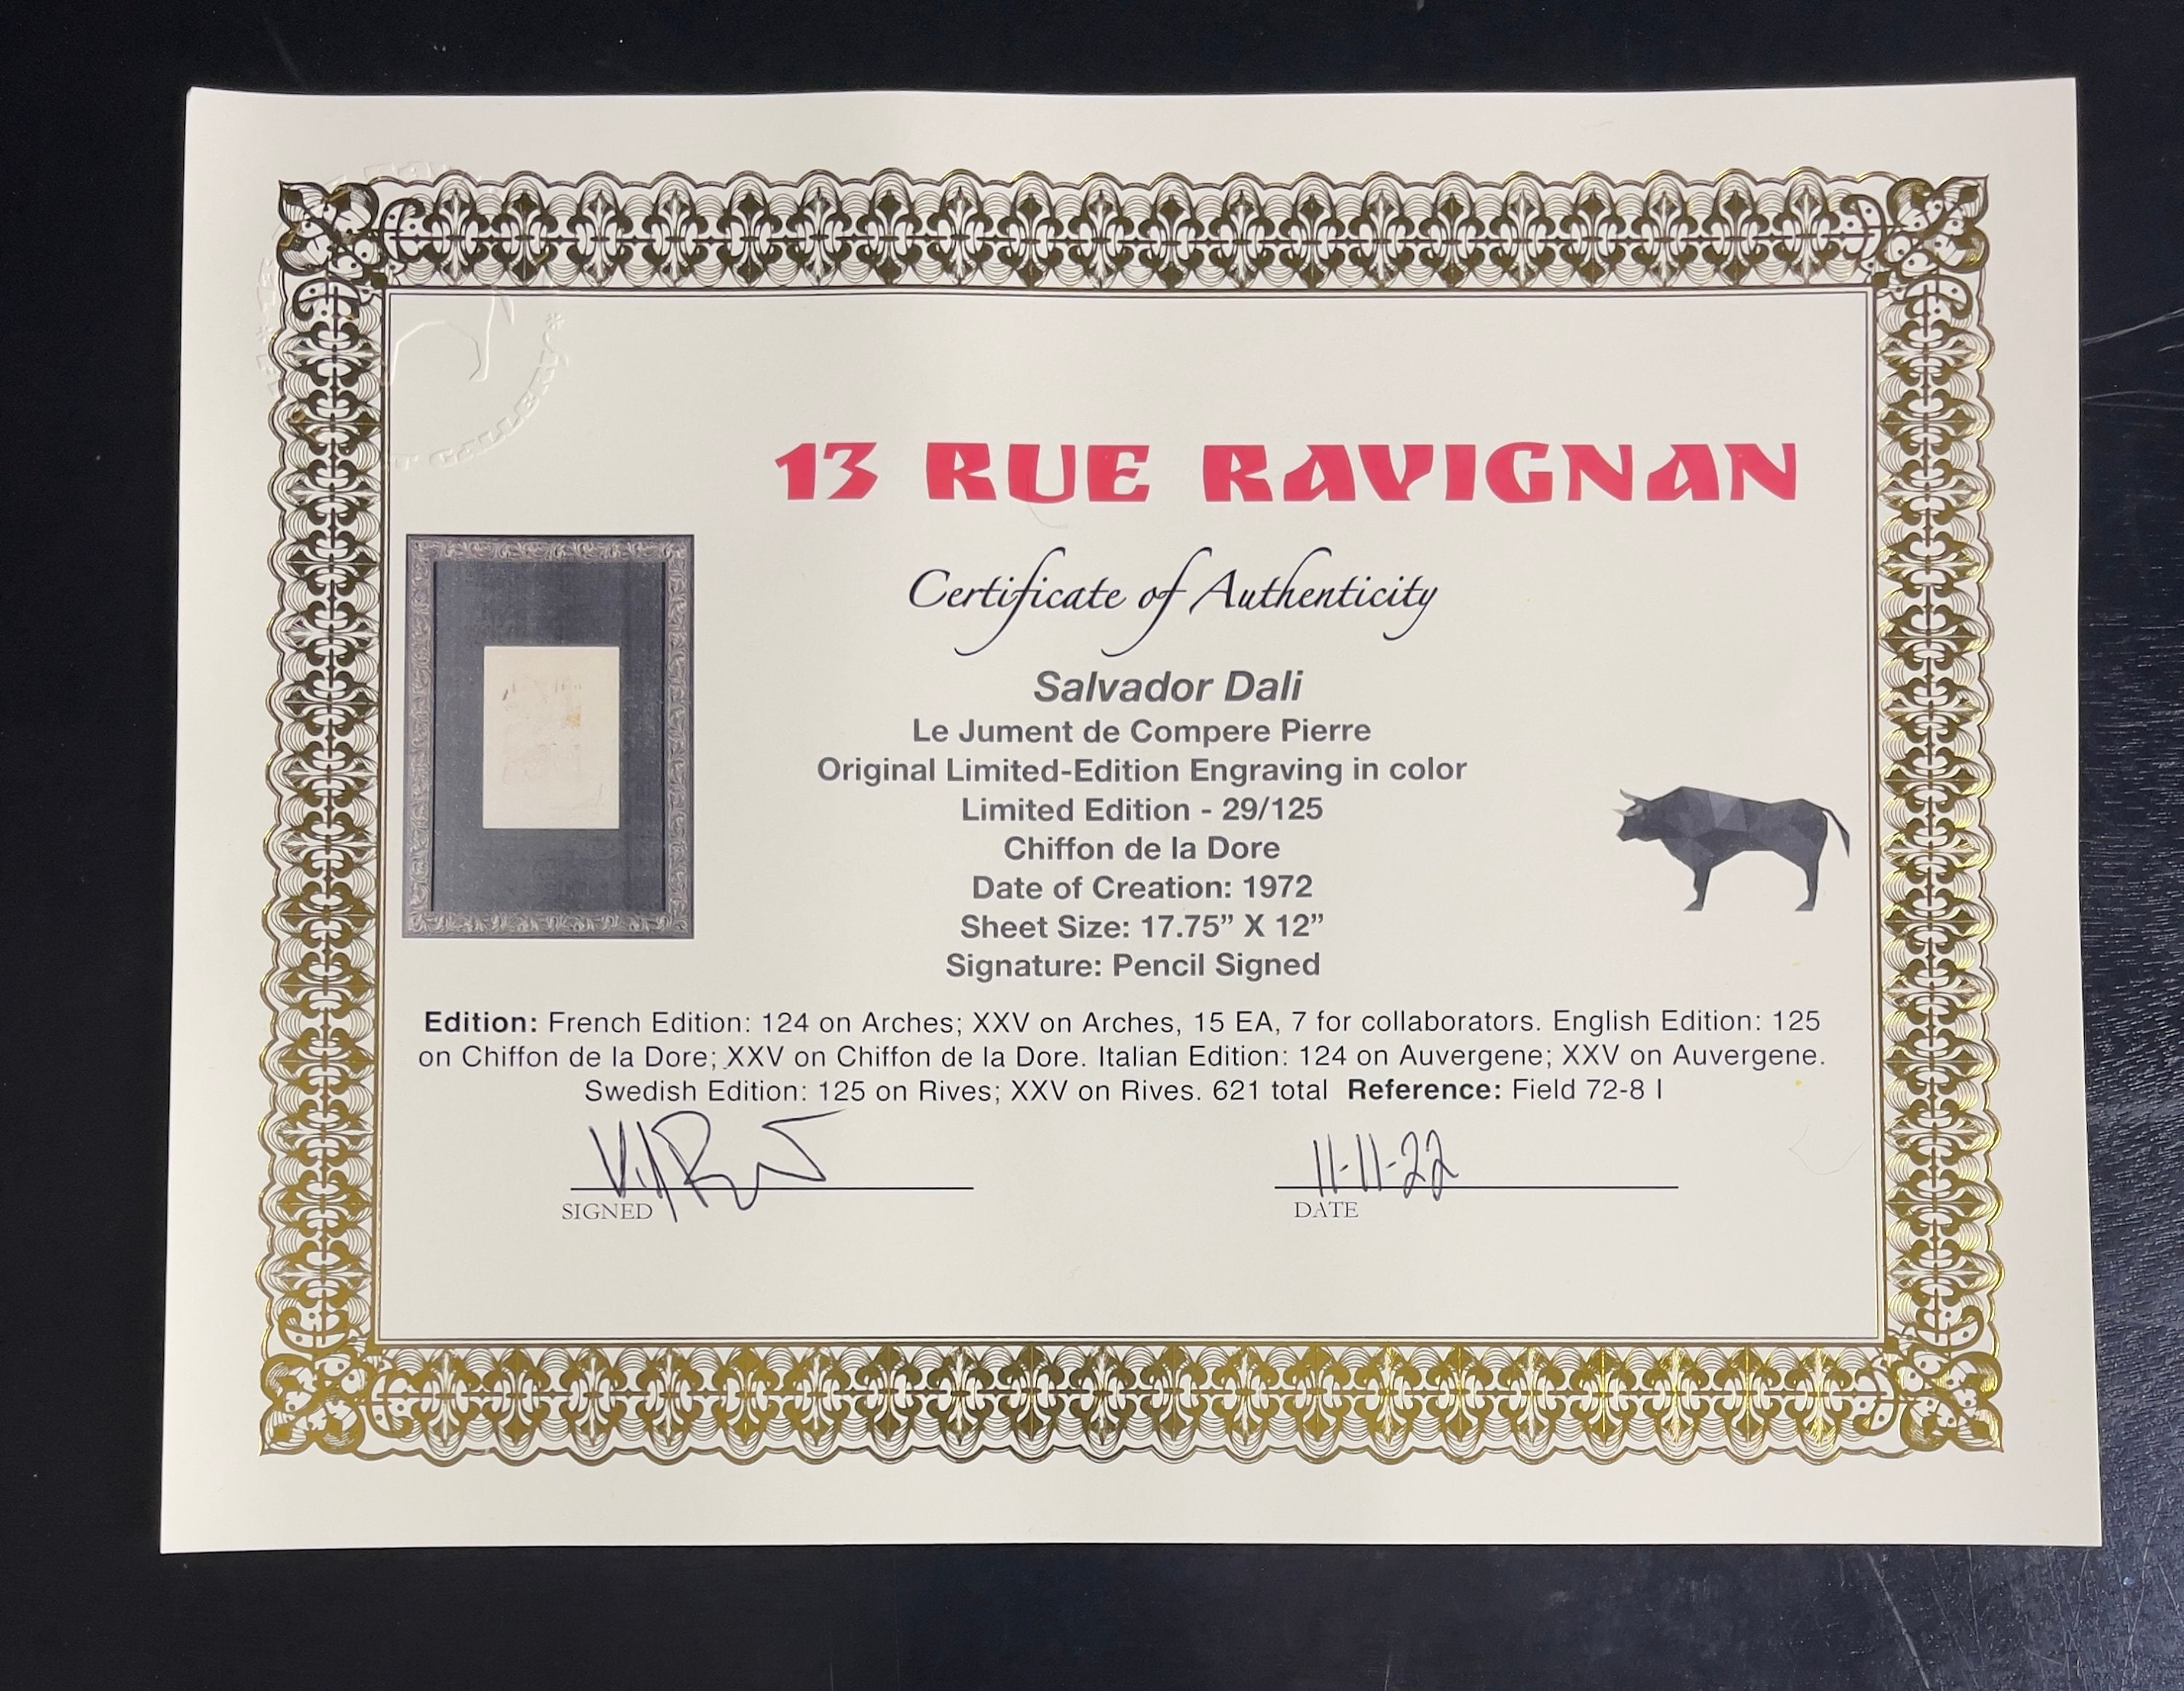 13 RUE RAVIGNAN
Certificate of Authenticity
Salvador Dali
Le Jument de Compere Pierre
Original Limited-Edition Engraving in color
Limited Edition - 29/125
Chiffon de la Dore
Date of Creation: 1972
Sheet Size: 17.75” X 12”
Signature: Pencil Signed
Edition: French Edition: 124 on Arches; XXV on Arches, 15 EA, 7 for collaborators. English Edition: 125
on Chiffon de la Dore; XXV on Chiffon de la Dore. Italian Edition: 124 on Auvergene; XXV on Auvergene.
Swedish Edition: 125 on Rives; XXV on Rives. 621 total Reference: Field 72-8 I
11-11-22
SIGNED
DATE